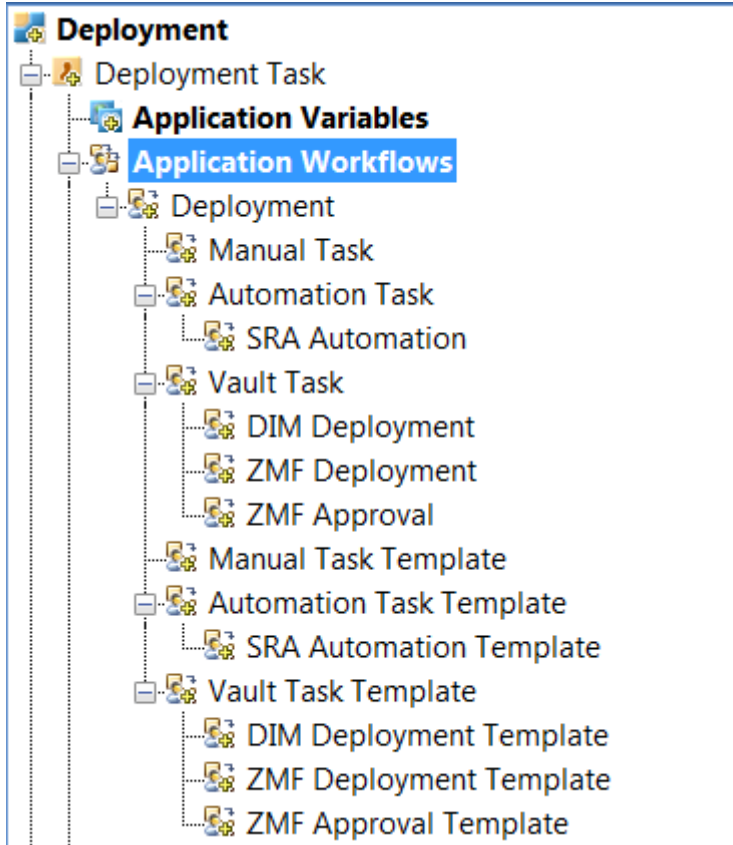 Deployment
Deployment Task
Application Variables
Application Workflows
Deployment
Manual Task
Automation Task
SRA Automation
Vault Task
DIM Deployment
ZMF Deployment
ZMF Approval
Manual Task Template
Automation Task Template
SRA Automation Template
Vault Task Template
DIM Deployment Template
ZMF Deployment Template
ZMF Approval Template